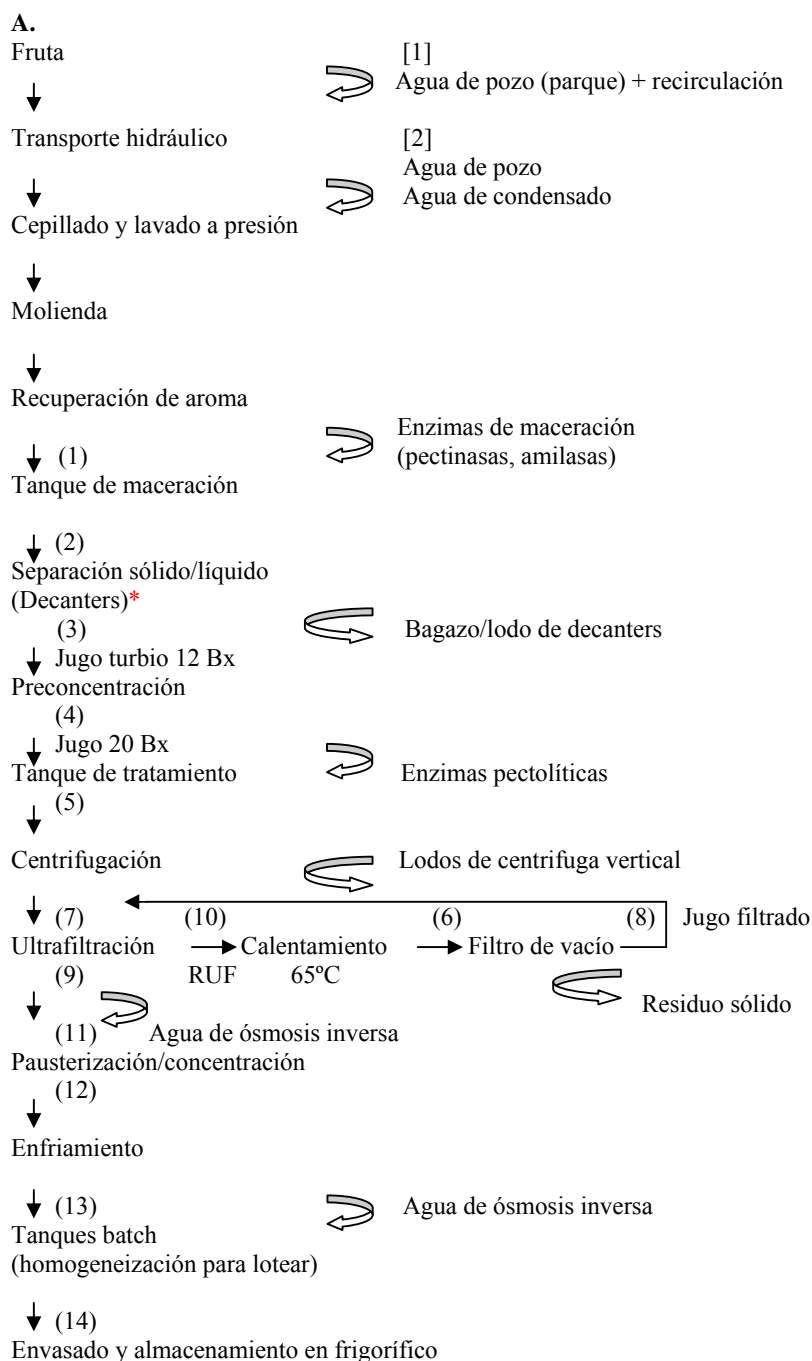 A.
Fruta
[1]
Agua de pozo (parque) + recirculación
Transporte hidráulico
[2]
Agua de pozo
Agua de condensado
Cepillado y lavado a presión
Molienda
Recuperación de aroma
Enzimas de maceración
(pectinasas, amilasas)
(1)
Tanque de maceración
(2)
Separación sólido/líquido
(Decanters)*
(3)
Bagazo/lodo de decanters
Jugo turbio 12 Bx
Preconcentración
(4)
Jugo 20 Bx
Tanque de tratamiento
Enzimas pectolíticas
(5)
Centrifugación
Lodos de centrifuga vertical
(7) (10) (6) (8) Jugo filtrado
Ultrafiltración Calentamiento Filtro de vacío
(9) RUF 65ºC
Residuo sólido
(11) Agua de ósmosis inversa
Pausterización/concentración
(12)
Enfriamiento
(13) Agua de ósmosis inversa
Tanques batch
(homogeneización para lotear)
(14)
Envasado y almacenamiento en frigorífico